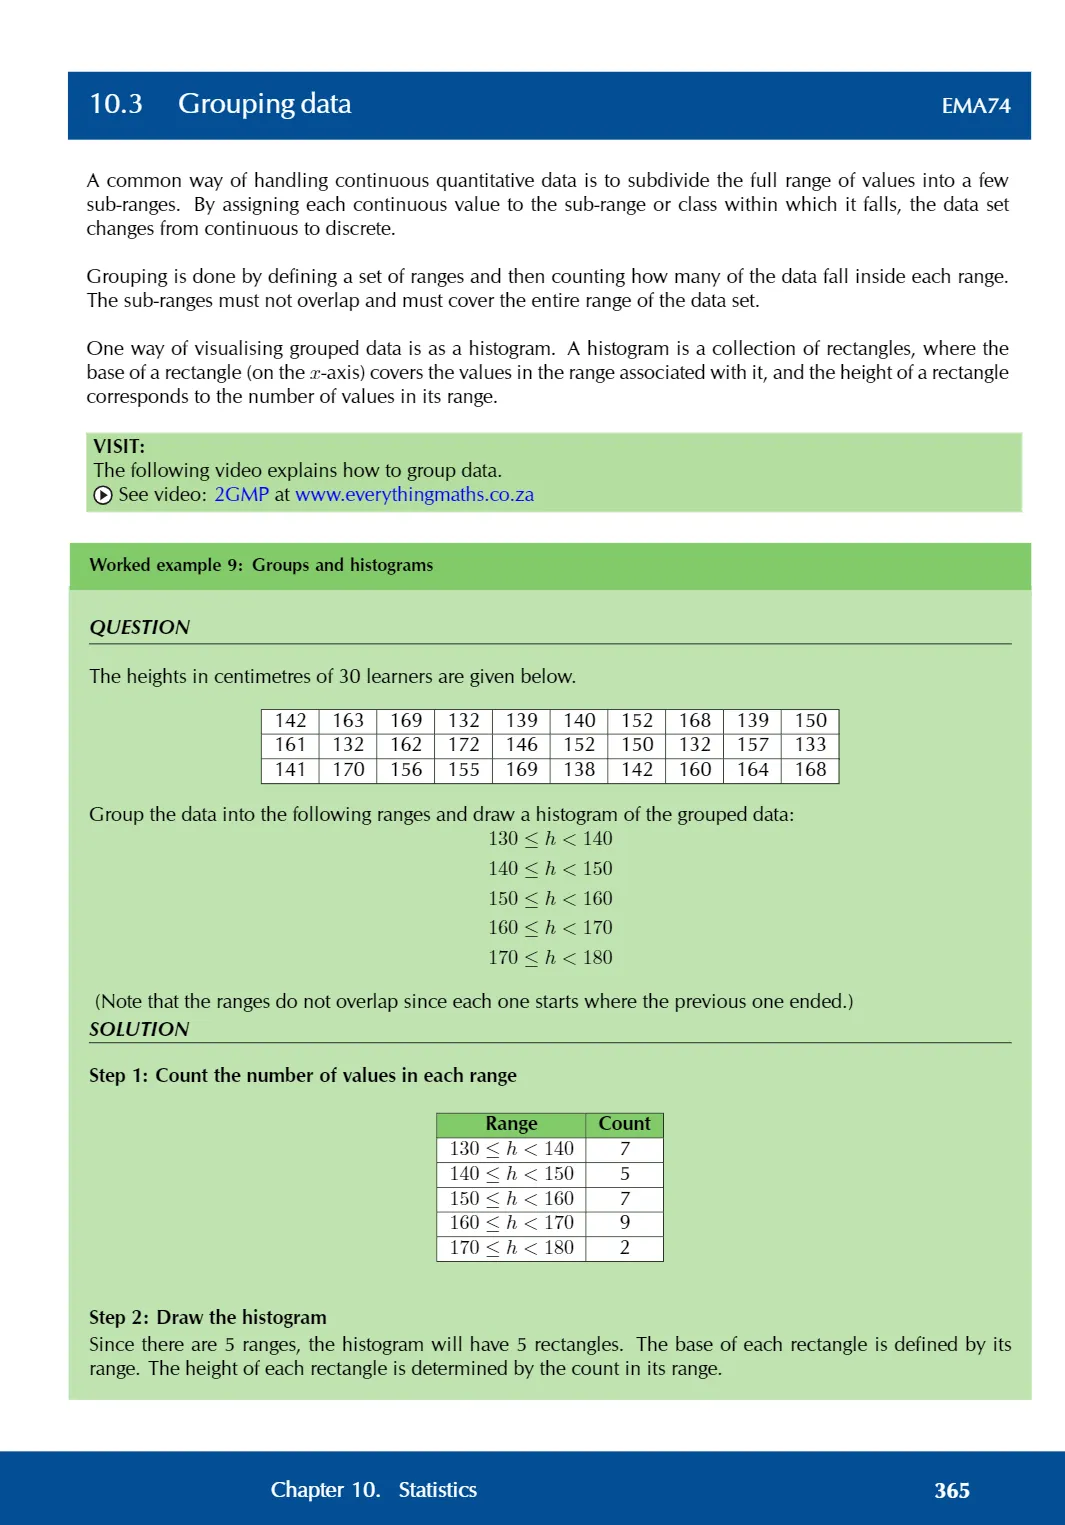 10.3 Grouping data EMA74
A common way of handling continuous quantitative data is to subdivide the full range of values into a few
sub-ranges. By assigning each continuous value to the sub-range or class within which it falls, the data set
changes from continuous to discrete.
Grouping is done by defining a set of ranges and then counting how many of the data fall inside each range.
The sub-ranges must not overlap and must cover the entire range of the data set.
One way of visualising grouped data is as a histogram. A histogram is a collection of rectangles, where the
base of a rectangle (on the x-axis) covers the values in the range associated with it, and the height of a rectangle
corresponds to the number of values in its range.
VISIT:
The following video explains how to group data.
See video: 2GMP at www.everythingmaths.co.za
Worked example 9: Groups and histograms
QUESTION
The heights in centimetres of 30 learners are given below.
142 163 169 132 139 140 152 168 139 150
161 132 162 172 146 152 150 132 157 133
141 170 156 155 169 138 142 160 164 168
Group the data into the following ranges and draw a histogram of the grouped data:
130 ≤ h < 140
140 ≤ h < 150
150 ≤ h < 160
160 ≤ h < 170
170 ≤ h < 180
(Note that the ranges do not overlap since each one starts where the previous one ended.)
SOLUTION
Step 1: Count the number of values in each range
Range Count
130 ≤ h < 140 7
140 ≤ h < 150 5
150 ≤ h < 160 7
160 ≤ h < 170 9
170 ≤ h < 180 2
Step 2: Draw the histogram
Since there are 5 ranges, the histogram will have 5 rectangles. The base of each rectangle is defined by its
range. The height of each rectangle is determined by the count in its range.
Chapter 10. Statistics 365